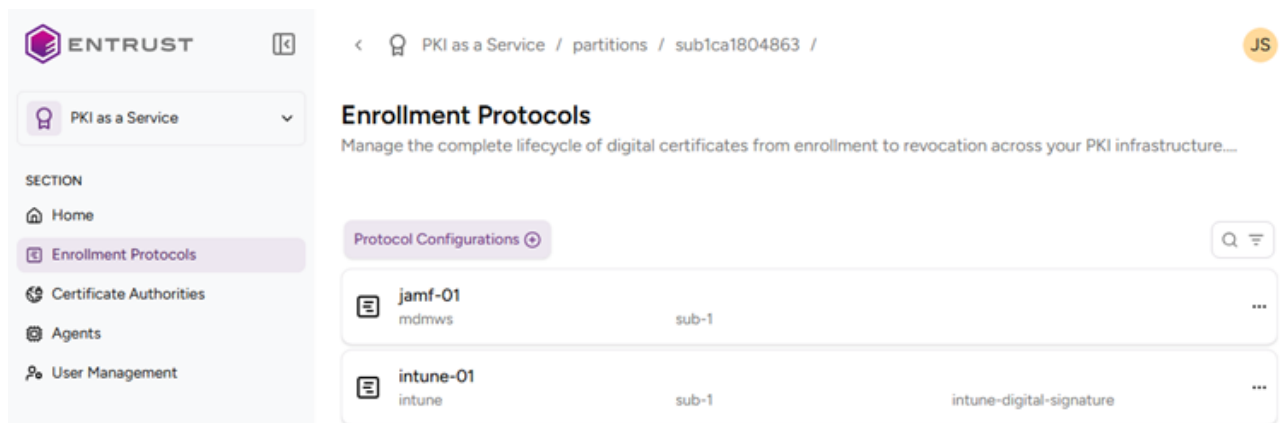 ENTRUST
PKI as a Service
SECTION
Home
Enrollment Protocols
Certificate Authorities
Agents
User Management
PKI as a Service / partitions / sub1ca1804863 /
JS
Enrollment Protocols
Manage the complete lifecycle of digital certificates from enrollment to revocation across your PKI infrastructure....
Protocol Configurations
jamf-01
mdmws sub-1
intune-01
intune sub-1 intune-digital-signature